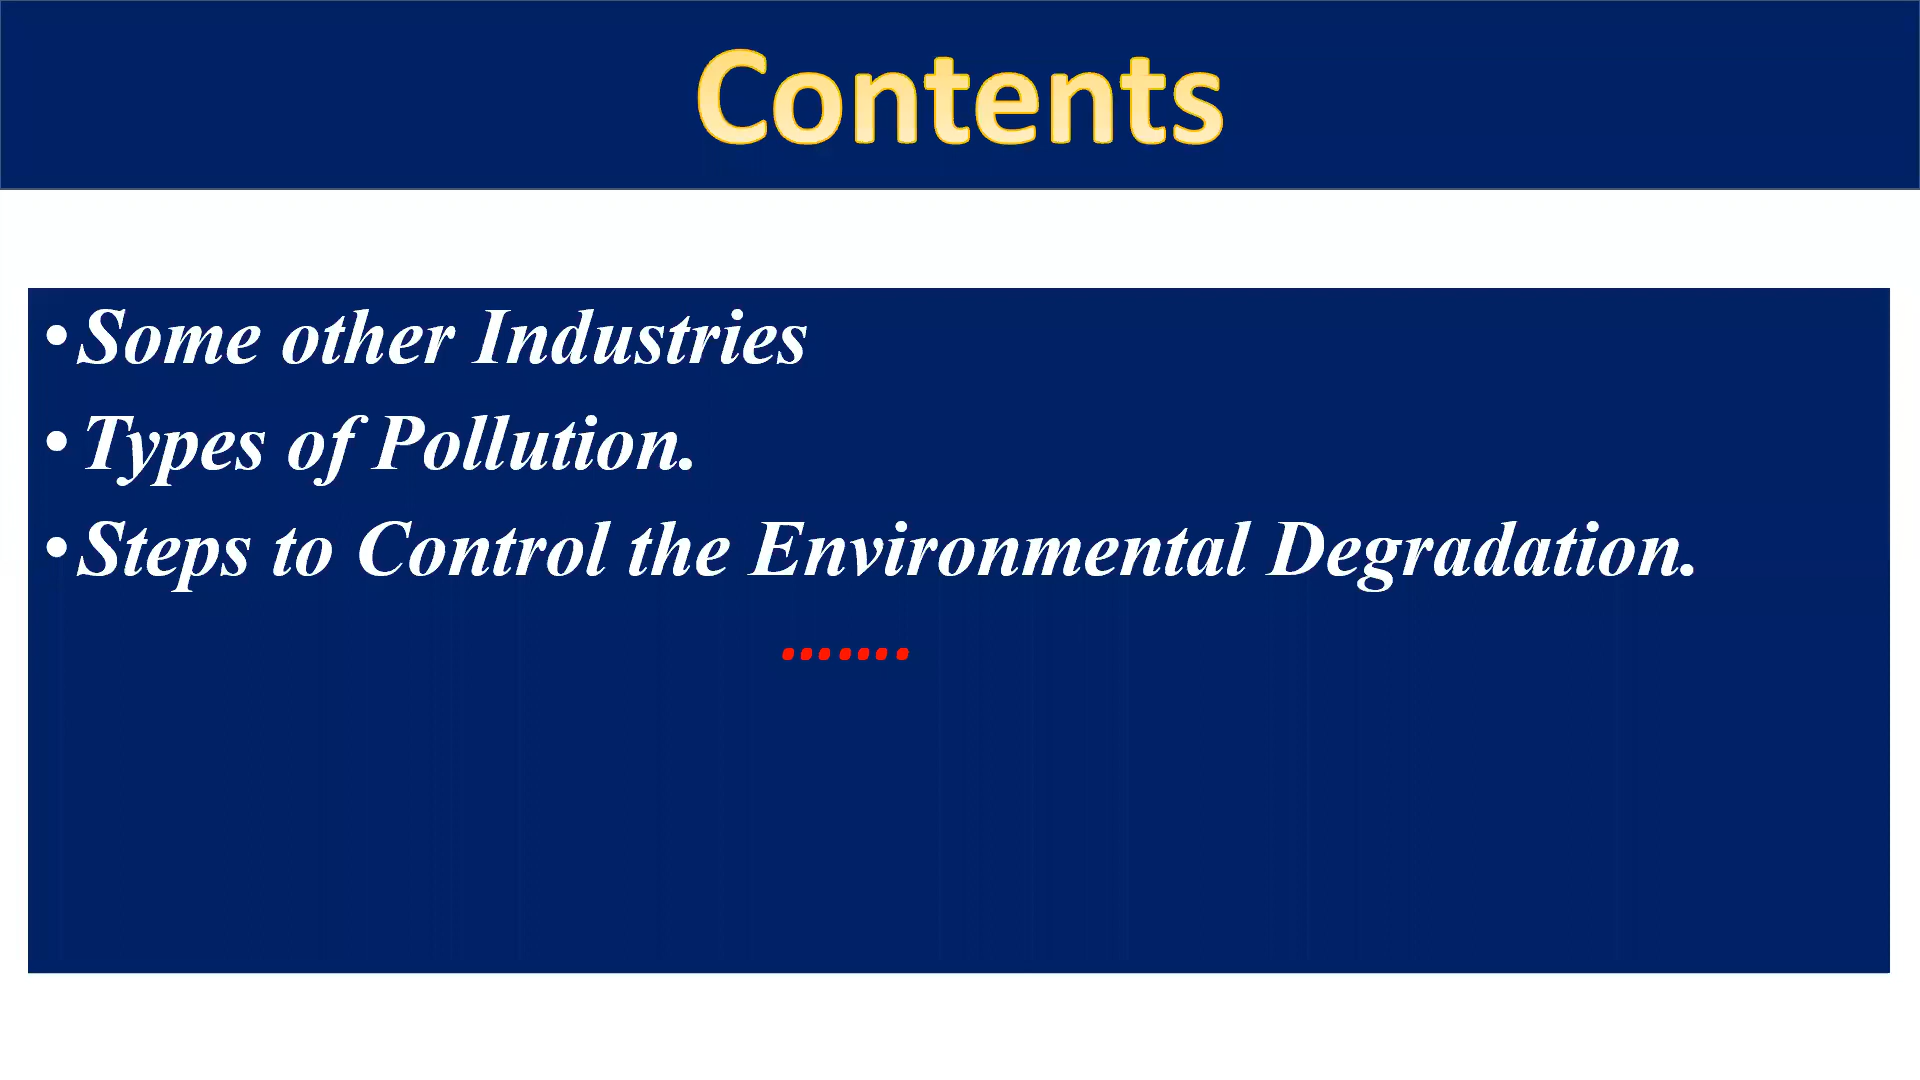 Contents
•Some other Industries
•Types of Pollution.
•Steps to Control the Environmental Degradation.
…….